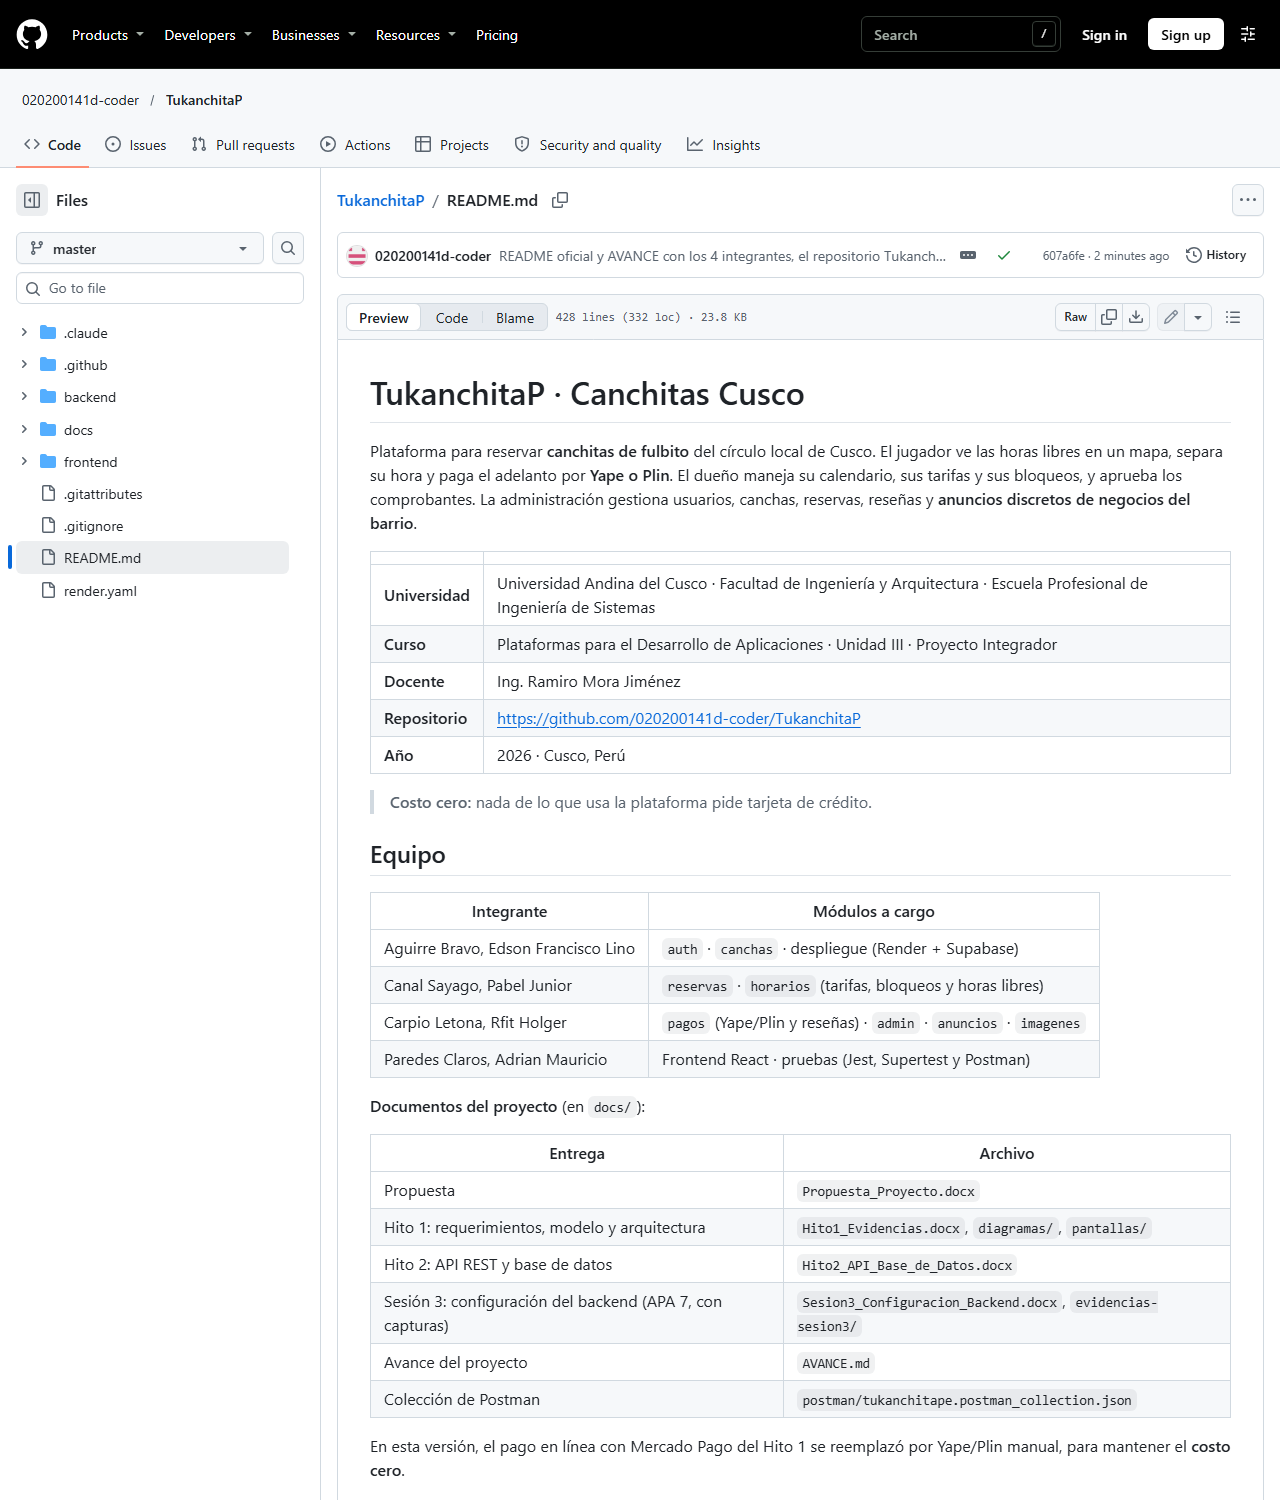 Products Developers Businesses Resources Pricing Search / Sign in Sign up
020200141d-coder / TukanchitaP
Code Issues Pull requests Actions Projects Security and quality Insights
Files
master
Go to file
.claude
.github
backend
docs
frontend
.gitattributes
.gitignore
README.md
render.yaml
TukanchitaP / README.md
020200141d-coder README oficial y AVANCE con los 4 integrantes, el repositorio Tukanch... 607a6fe · 2 minutes ago History
Preview Code Blame 428 lines (332 loc) · 23.8 KB Raw
TukanchitaP · Canchitas Cusco
Plataforma para reservar canchitas de fulbito del círculo local de Cusco. El jugador ve las horas libres en un mapa, separa
su hora y paga el adelanto por Yape o Plin. El dueño maneja su calendario, sus tarifas y sus bloqueos, y aprueba los
comprobantes. La administración gestiona usuarios, canchas, reservas, reseñas y anuncios discretos de negocios del
barrio.
Universidad Universidad Andina del Cusco · Facultad de Ingeniería y Arquitectura · Escuela Profesional de
Ingeniería de Sistemas
Curso Plataformas para el Desarrollo de Aplicaciones · Unidad III · Proyecto Integrador
Docente Ing. Ramiro Mora Jiménez
Repositorio https://github.com/020200141d-coder/TukanchitaP
Año 2026 · Cusco, Perú
Costo cero: nada de lo que usa la plataforma pide tarjeta de crédito.
Equipo
Integrante Módulos a cargo
Aguirre Bravo, Edson Francisco Lino auth · canchas · despliegue (Render + Supabase)
Canal Sayago, Pabel Junior reservas · horarios (tarifas, bloqueos y horas libres)
Carpio Letona, Rfit Holger pagos (Yape/Plin y reseñas) · admin · anuncios · imagenes
Paredes Claros, Adrian Mauricio Frontend React · pruebas (Jest, Supertest y Postman)
Documentos del proyecto (en docs/):
Entrega Archivo
Propuesta Propuesta_Proyecto.docx
Hito 1: requerimientos, modelo y arquitectura Hito1_Evidencias.docx, diagramas/, pantallas/
Hito 2: API REST y base de datos Hito2_API_Base_de_Datos.docx
Sesión 3: configuración del backend (APA 7, con
capturas) Sesion3_Configuracion_Backend.docx, evidencias-
sesion3/
Avance del proyecto AVANCE.md
Colección de Postman postman/tukanchitape.postman_collection.json
En esta versión, el pago en línea con Mercado Pago del Hito 1 se reemplazó por Yape/Plin manual, para mantener el costo
cero.